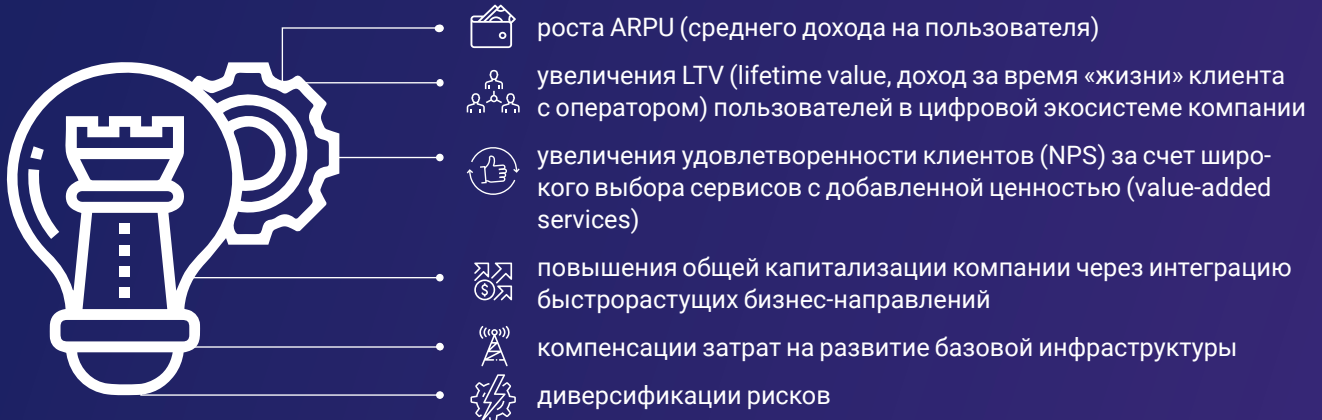 роста ARPU (среднего дохода на пользователя)
увеличения LTV (lifetime value, доход за время «жизни» клиента
с оператором) пользователей в цифровой экосистеме компании
увеличения удовлетворенности клиентов (NPS) за счет широ-
кого выбора сервисов с добавленной ценностью (value-added
services)
повышения общей капитализации компании через интеграцию
быстрорастущих бизнес-направлений
компенсации затрат на развитие базовой инфраструктуры
диверсификации рисков